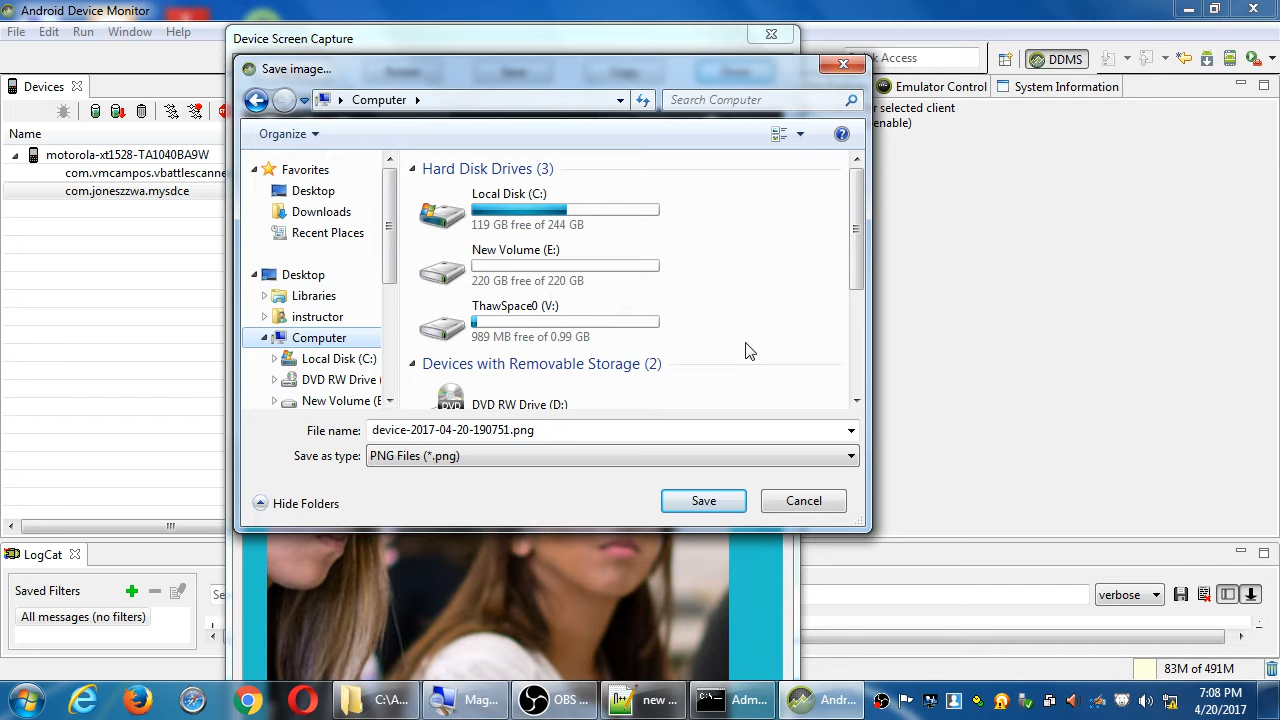 Android Device Monitor
File Edit Run Window Help
Device Screen Capture
Save image...
Access
DDMS
Devices
Computer
Search Computer
Emulator Control
System Information
r selected client
enable)
Organize
Name
motorola-xt1528-TA1040BA9W
com.vmcampos.vbattlescanne
com.joneszzwa.mysdce
Favorites
Desktop
Downloads
Recent Places
Desktop
Libraries
instructor
Computer
Local Disk (C:)
DVD RW Drive (
New Volume (E
Hard Disk Drives (3)
Local Disk (C:)
119 GB free of 244 GB
New Volume (E:)
220 GB free of 220 GB
ThawSpace0 (V:)
989 MB free of 0.99 GB
Devices with Removable Storage (2)
DVD
DVD RW Drive (D:)
File name: device-2017-04-20-190751.png
Save as type: PNG Files (*.png)
Hide Folders
Save
Cancel
LogCat
Saved Filters
All messages (no filters)
Se
verbose
83M of 491M
C:\A...
Mag...
OBS ...
new ...
Adm...
Andr...
7:08 PM
4/20/2017